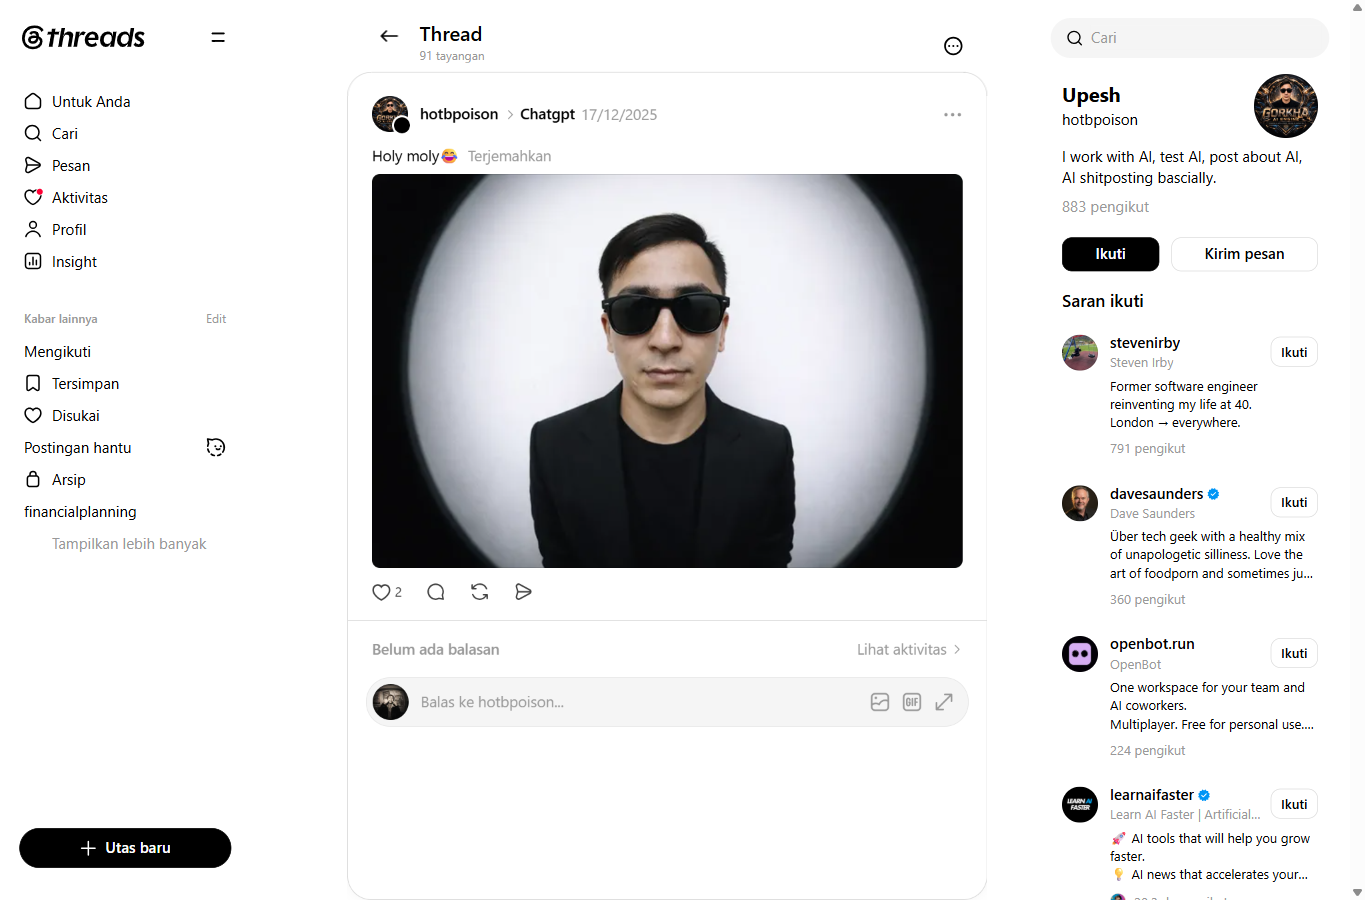 threads
Untuk Anda
Cari
Pesan
Aktivitas
Profil
Insight
Kabar lainnya
Edit
Mengikuti
Tersimpan
Disukai
Postingan hantu
Arsip
financialplanning
Tampilkan lebih banyak
Utas baru
Thread
91 tayangan
hotbpoison > Chatgpt 17/12/2025
Holy moly😂 Terjemahkan
2
Belum ada balasan
Lihat aktivitas
Balas ke hotbpoison...
GIF
Cari
Upesh
hotbpoison
GORKHA
I work with AI, test AI, post about AI,
AI shitposting bascially.
883 pengikut
Ikuti
Kirim pesan
Saran ikuti
stevenirby
Steven Irby
Ikuti
Former software engineer
reinventing my life at 40.
London → everywhere.
791 pengikut
davesaunders
Dave Saunders
Ikuti
Über tech geek with a healthy mix
of unapologetic silliness. Love the
art of foodporn and sometimes ju...
360 pengikut
openbot.run
OpenBot
Ikuti
One workspace for your team and
AI coworkers.
Multiplayer. Free for personal use....
224 pengikut
LEARN AI
FASTER
learnaifaster
Learn AI Faster | Artificial...
Ikuti
🚀 AI tools that will help you grow
faster.
💡 AI news that accelerates your...